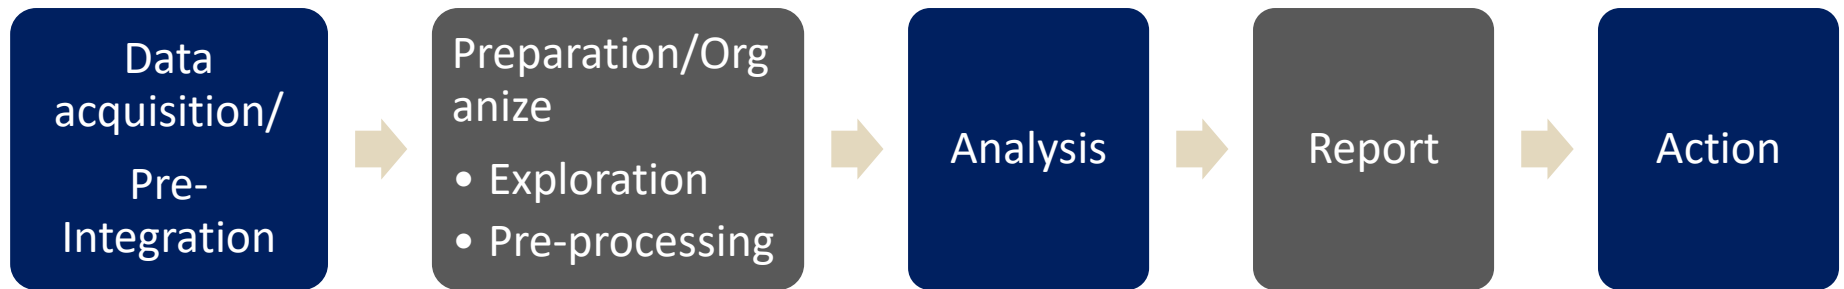 Data
acquisition/
Pre-
Integration
Preparation/Org
anize
• Exploration
• Pre-processing
Analysis
Report
Action